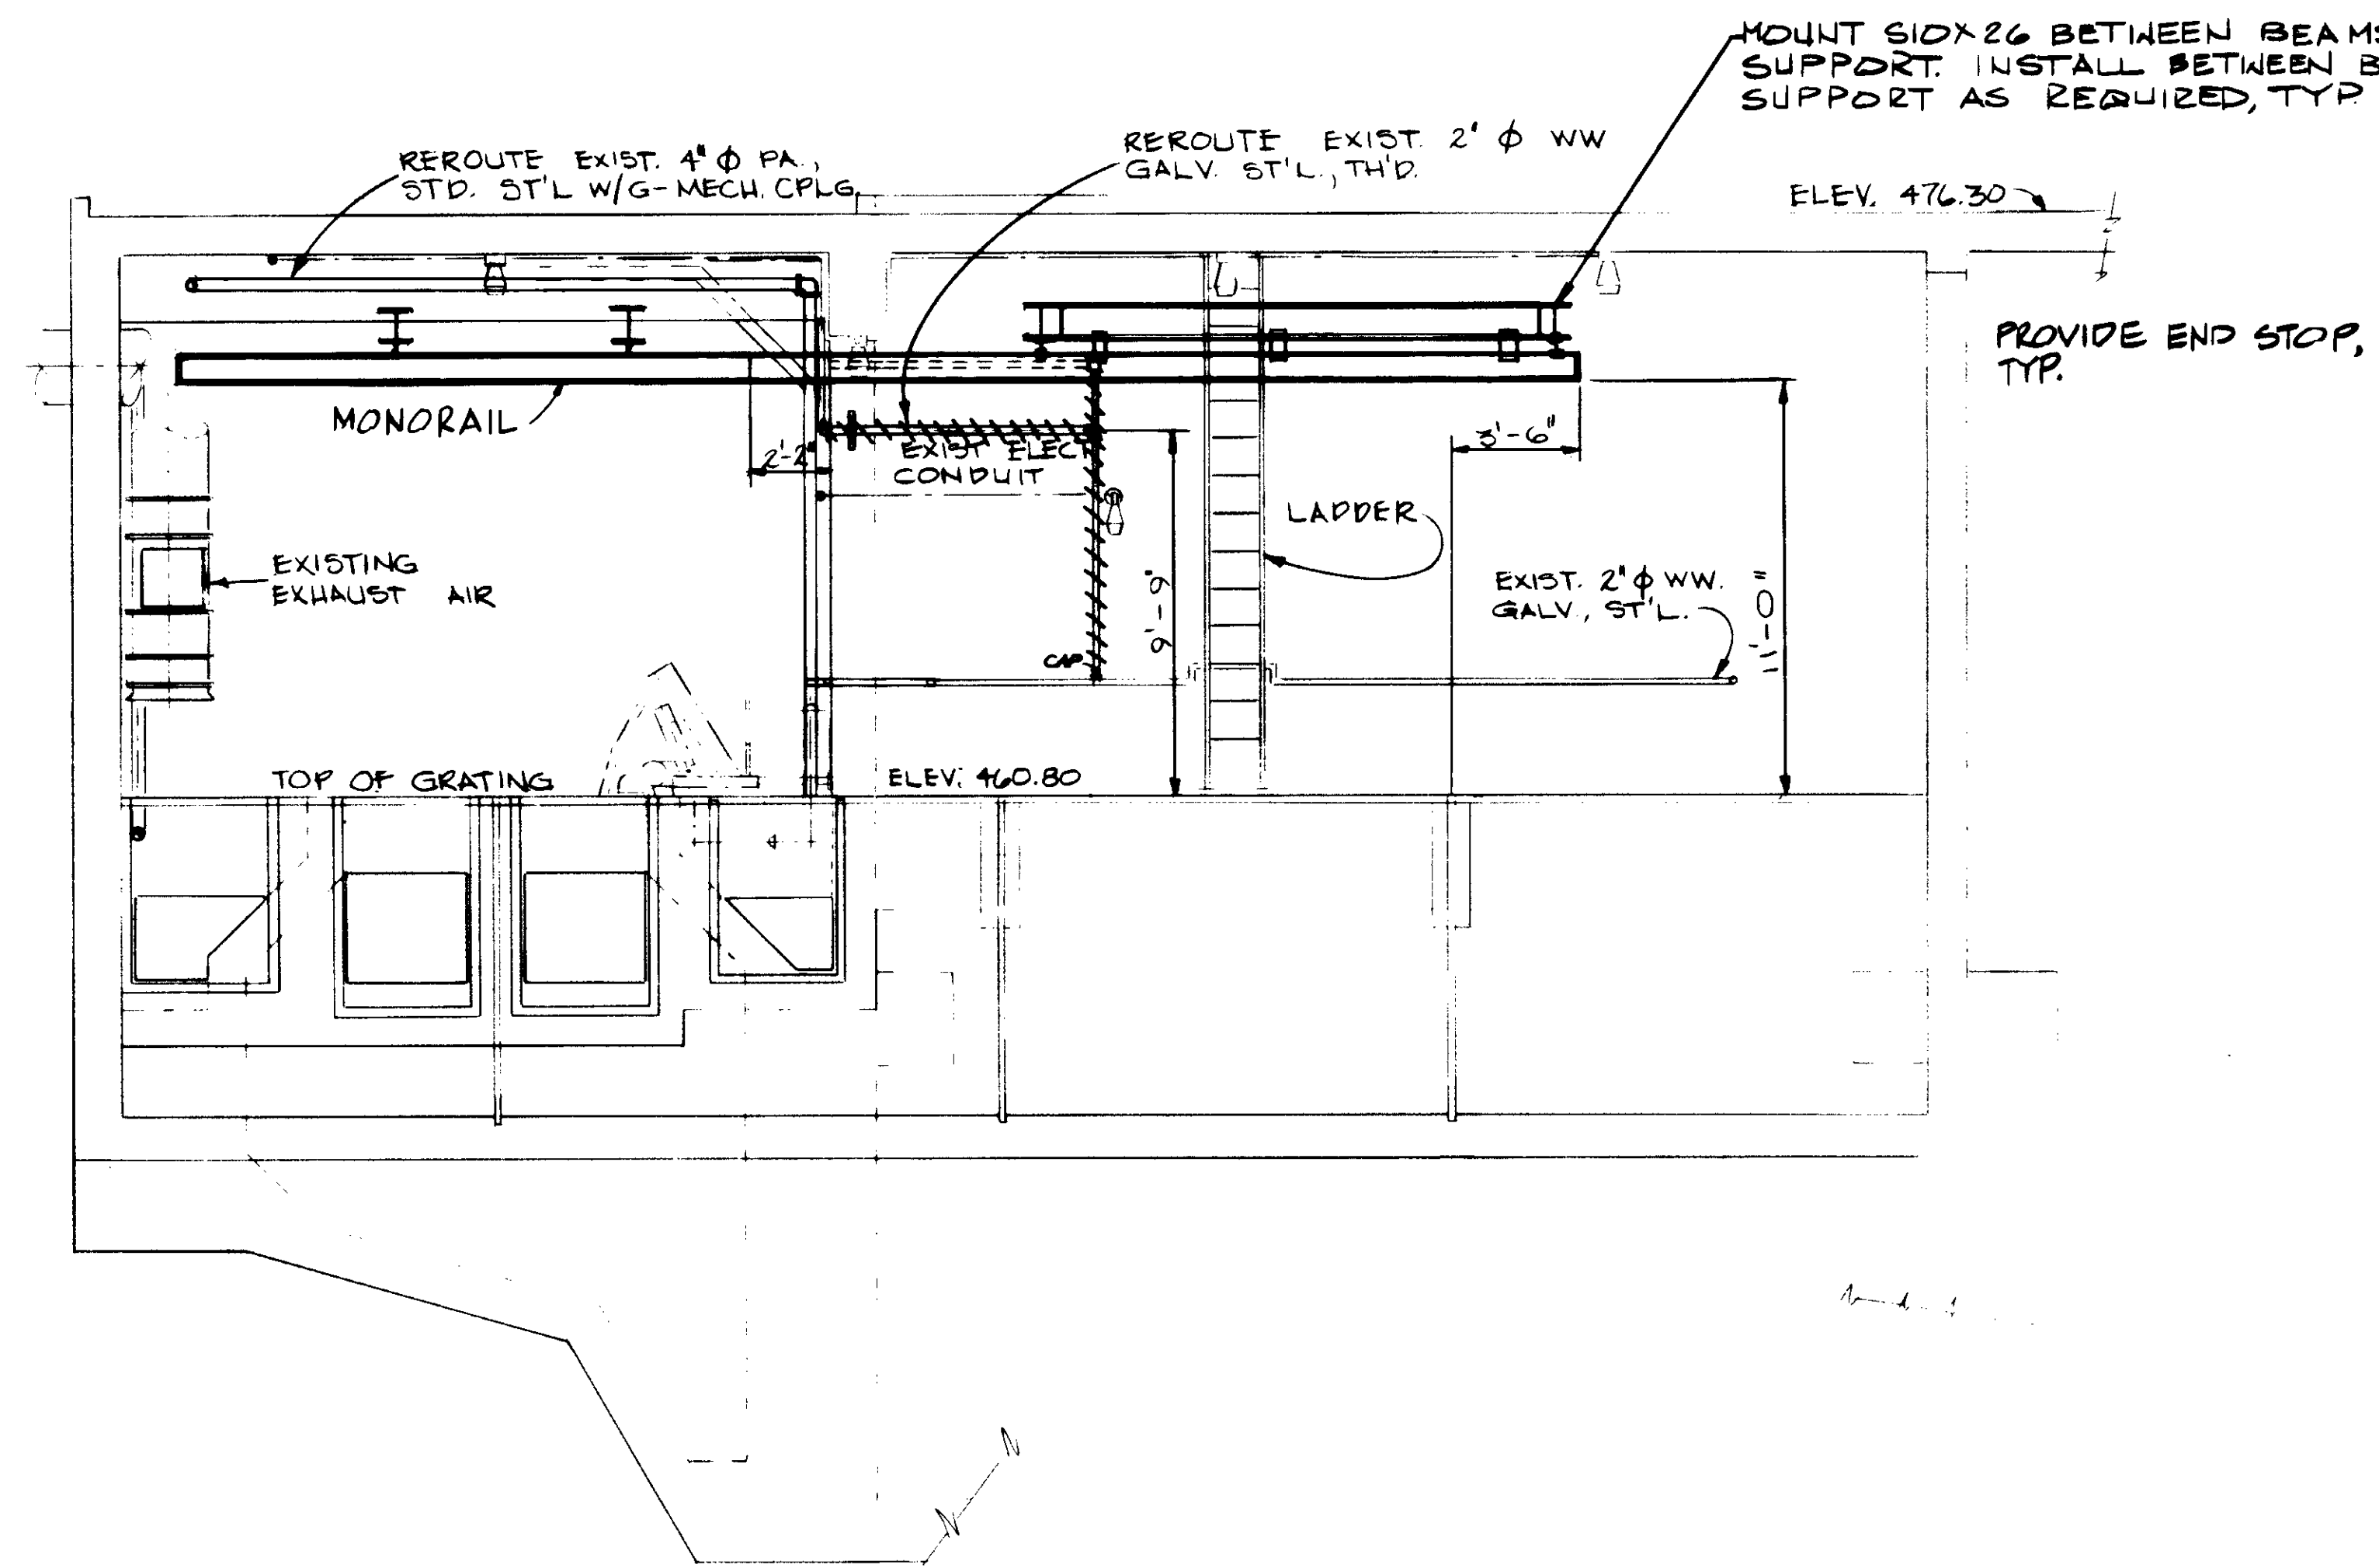 MOUNT S10X26 BETWEEN BEAMS
SUPPORT. INSTALL BETWEEN B
SUPPORT AS REQUIRED, TYP.
REROUTE EXIST. 4" Φ PA.,
STD. ST'L W/G-MECH. CPLG.
REROUTE EXIST. 2" Φ WW
GALV. ST'L., TH'D.
ELEV. 476.30
PROVIDE END STOP,
TYP.
MONORAIL
2'-2"
EXIST ELECT
CONDUIT
3'-6"
LADDER
EXISTING
EXHAUST AIR
9'-9"
EXIST. 2" Φ WW.
GALV., ST'L.
11'-0"
CAP
TOP OF GRATING
ELEV. 460.80